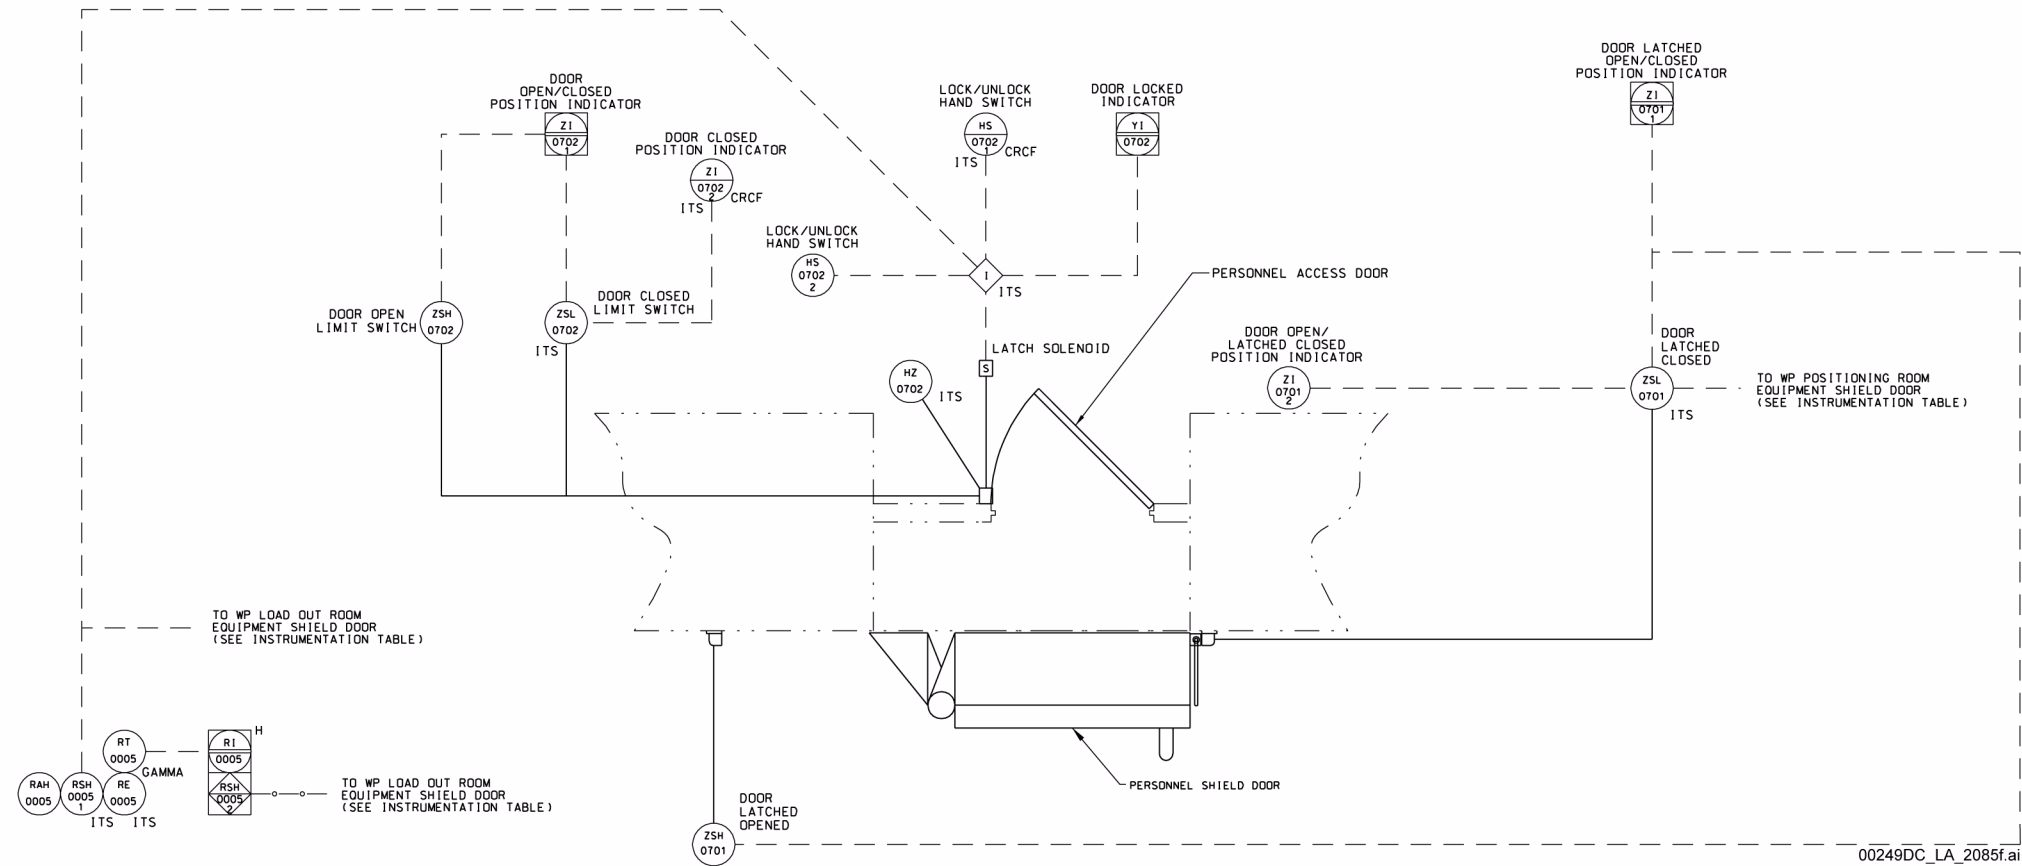 DOOR LATCHED
OPEN/CLOSED
POSITION INDICATOR
ZI
0701
1
DOOR
OPEN/CLOSED
POSITION INDICATOR
ZI
0702
1
DOOR CLOSED
POSITION INDICATOR
ZI
0702
2
CRCF
ITS
LOCK/UNLOCK
HAND SWITCH
HS
0702
1
CRCF
ITS
DOOR LOCKED
INDICATOR
YI
0702
LOCK/UNLOCK
HAND SWITCH
HS
0702
2
I
ITS
PERSONNEL ACCESS DOOR
DOOR OPEN
LIMIT SWITCH
ZSH
0702
ZSL
0702
ITS
DOOR CLOSED
LIMIT SWITCH
LATCH SOLENOID
S
HZ
0702
ITS
DOOR OPEN/
LATCHED CLOSED
POSITION INDICATOR
ZI
0701
2
DOOR
LATCHED
CLOSED
ZSL
0701
ITS
TO WP POSITIONING ROOM
EQUIPMENT SHIELD DOOR
(SEE INSTRUMENTATION TABLE)
TO WP LOAD OUT ROOM
EQUIPMENT SHIELD DOOR
(SEE INSTRUMENTATION TABLE)
RT
0005
GAMMA
RI
0005
H
RAH
0005
RSH
0005
1
ITS
RE
0005
ITS
RSH
0005
2
TO WP LOAD OUT ROOM
EQUIPMENT SHIELD DOOR
(SEE INSTRUMENTATION TABLE)
PERSONNEL SHIELD DOOR
DOOR
LATCHED
OPENED
ZSH
0701
00249DC_LA_2085f.ai